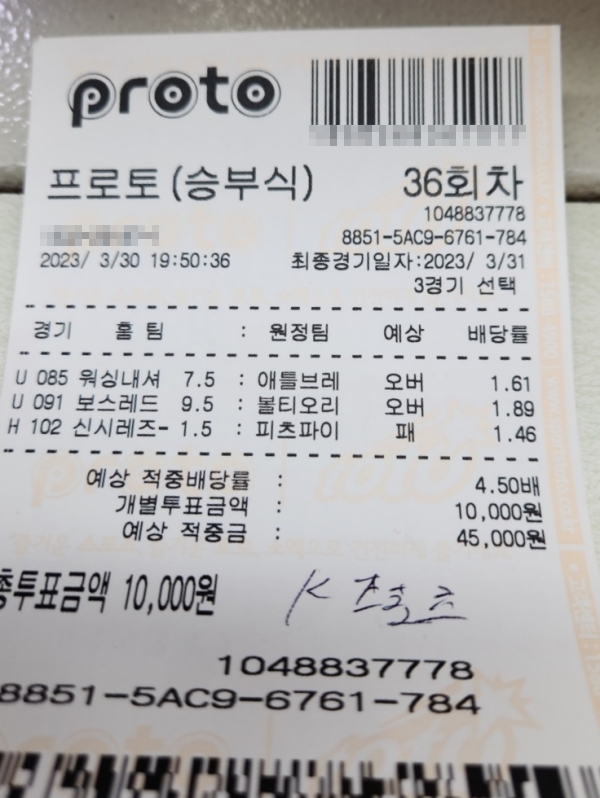 proto
프로토 (승부식) 36회차
1048837778
8851-5AC9-6761-784
2023/ 3/30 19:50:36 최종경기일자:2023/ 3/31
3경기 선택
경기 홈 팀 : 원정팀 예상 배당률
U 085 워싱내셔 7.5 : 애틀브레 오버 1.61
U 091 보스레드 9.5 : 볼티오리 오버 1.89
H 102 신시레즈- 1.5 : 피츠파이 패 1.46
예상 적중배당률 : 4.50배
개별투표금액 : 10,000원
예상 적중금 : 45,000원
총투표금액 10,000원
K
1048837778
8851-5AC9-6761-784